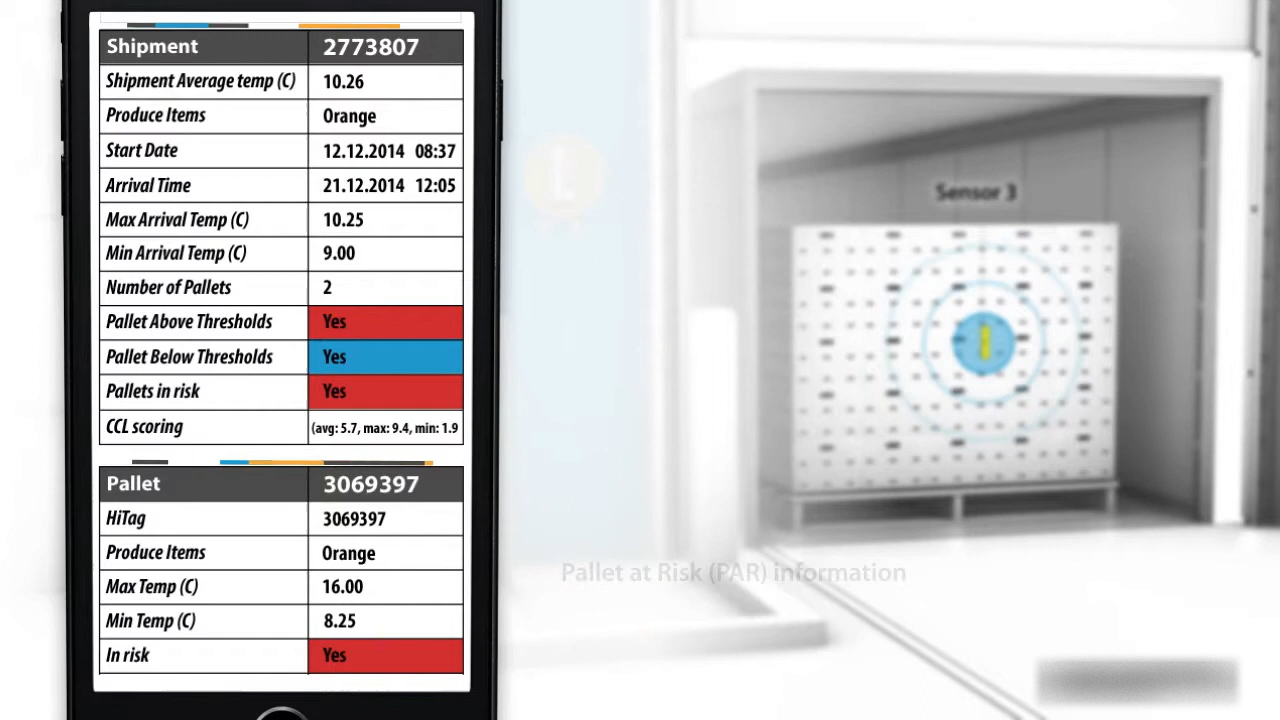 Shipment 2773807
Shipment Average temp (C) 10.26
Produce Items Orange
Start Date 12.12.2014 08:37
Arrival Time 21.12.2014 12:05
Max Arrival Temp (C) 10.25
Min Arrival Temp (C) 9.00
Number of Pallets 2
Pallet Above Thresholds Yes
Pallet Below Thresholds Yes
Pallets in risk Yes
CCL scoring (avg: 5.7, max: 9.4, min: 1.9
Pallet 3069397
HiTag 3069397
Produce Items Orange
Max Temp (C) 16.00
Min Temp (C) 8.25
In risk Yes
Sensor 3
Pallet at Risk (PAR) information